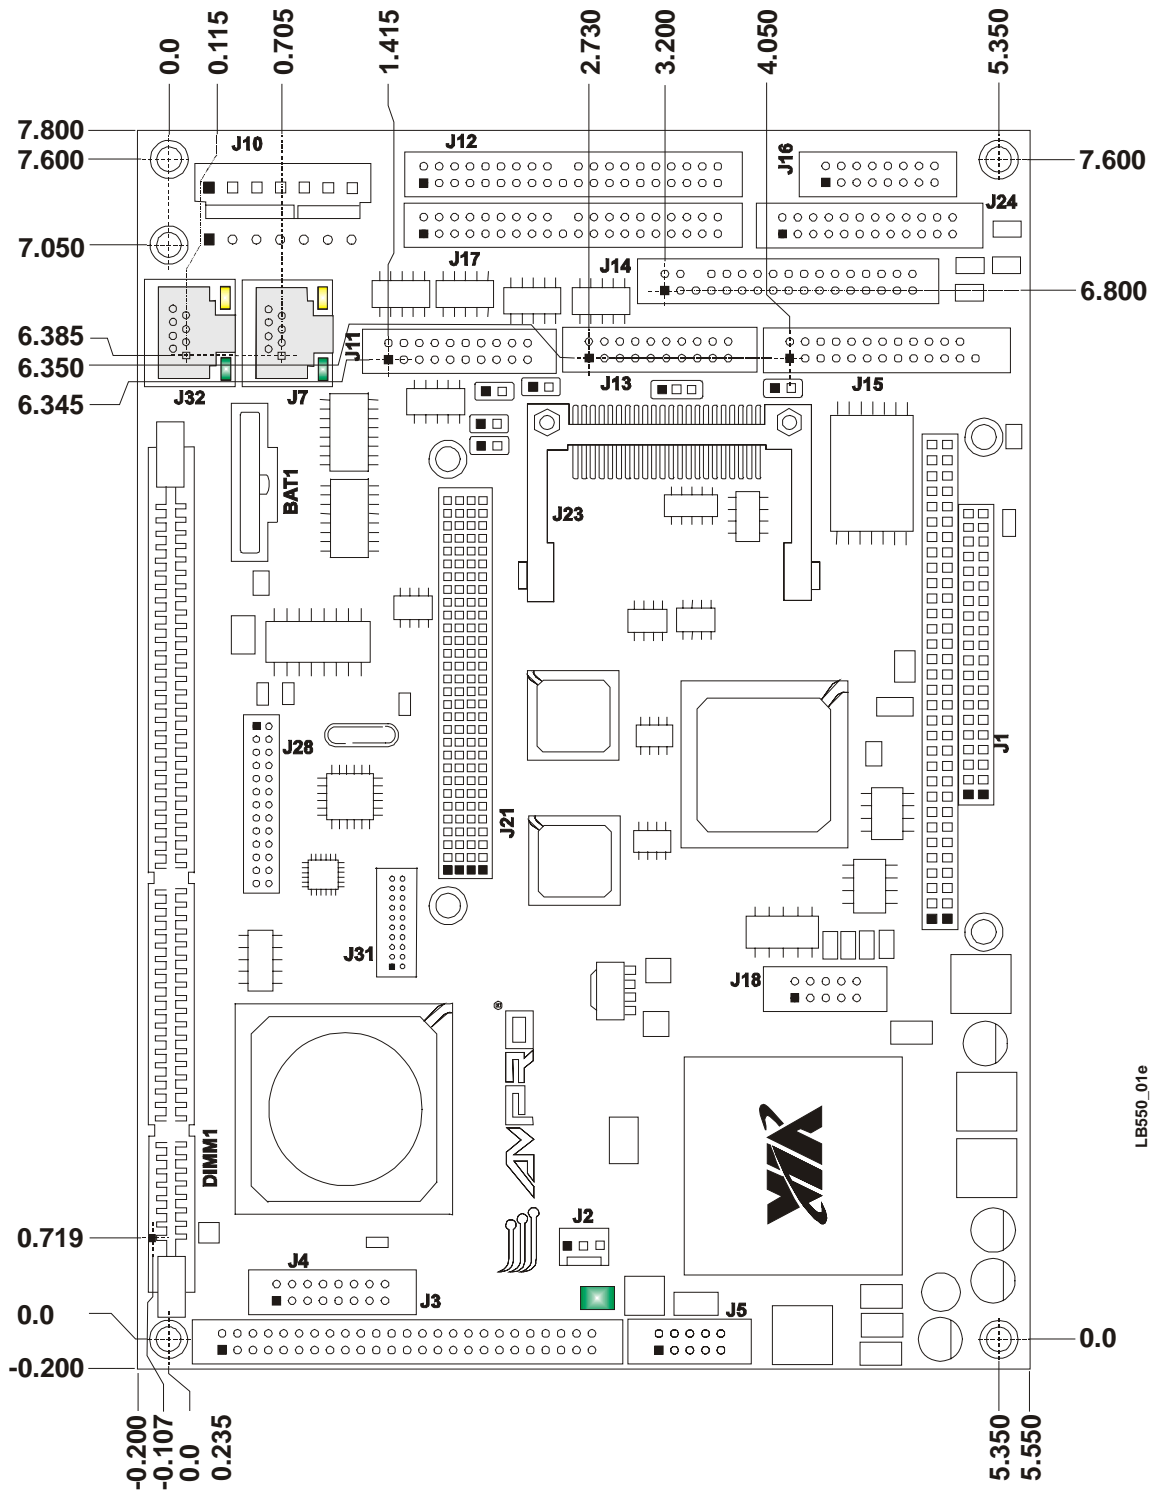 0.0
0.115
0.705
1.415
2.730
3.200
4.050
5.350
7.800
7.600
7.600
7.050
6.800
6.385
6.350
6.345
J10
J12
J16
J24
J17
J14
J11
J13
J15
J32
J7
BAT1
J23
J28
J1
J21
J31
J18
®
AMPRO
VIA
DIMM1
J2
J4
J3
J5
LB550_01e
0.719
0.0
0.0
-0.200
-0.200
-0.107
0.0
0.235
5.350
5.550